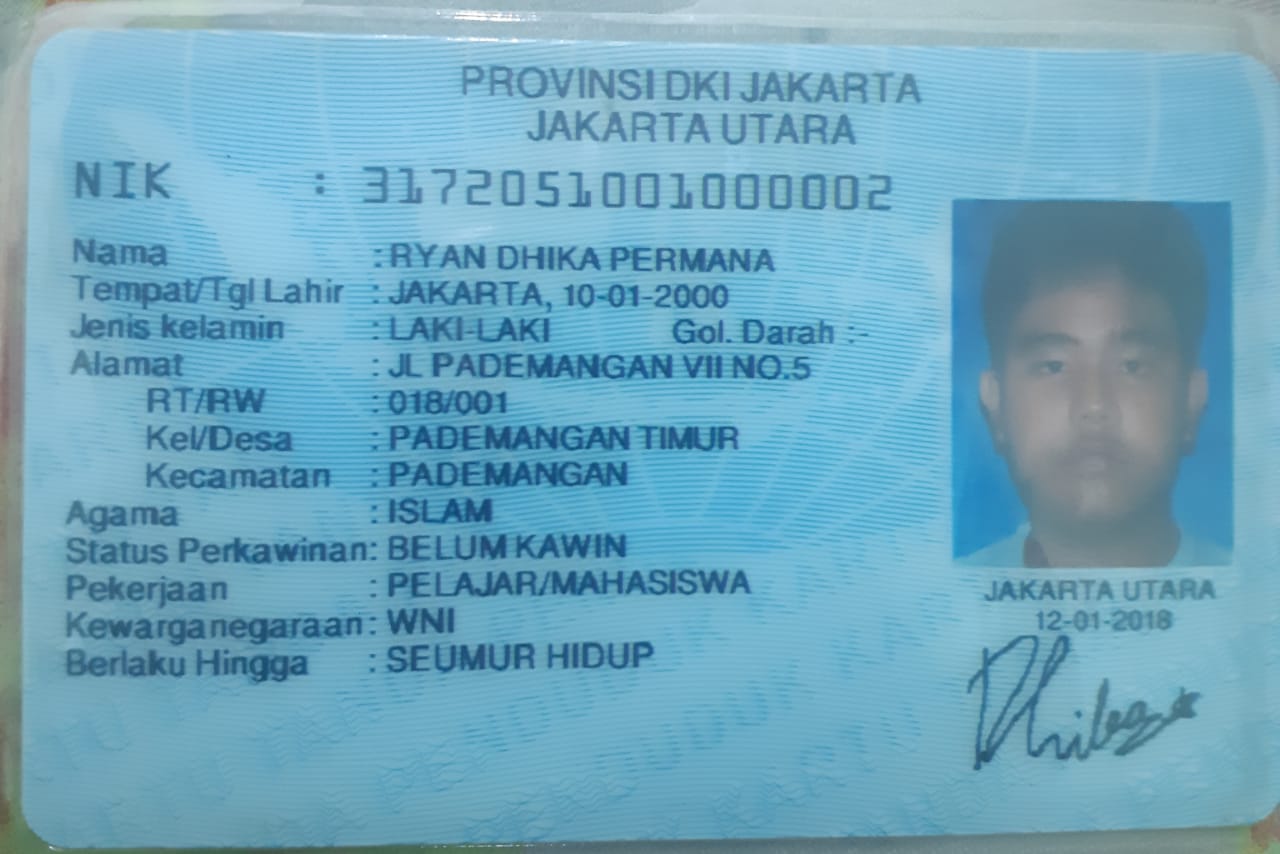 PROVINSI DKI JAKARTA
JAKARTA UTARA
NIK : 3172051001000002
Nama : RYAN DHIKA PERMANA
Tempat/Tgl Lahir : JAKARTA, 10-01-2000
Jenis kelamin : LAKI-LAKI Gol. Darah :-
Alamat : JL PADEMANGAN VII NO.5
RT/RW : 018/001
Kel/Desa : PADEMANGAN TIMUR
Kecamatan : PADEMANGAN
Agama : ISLAM
Status Perkawinan: BELUM KAWIN
Pekerjaan : PELAJAR/MAHASISWA
Kewarganegaraan: WNI
Berlaku Hingga : SEUMUR HIDUP
JAKARTA UTARA
12-01-2018